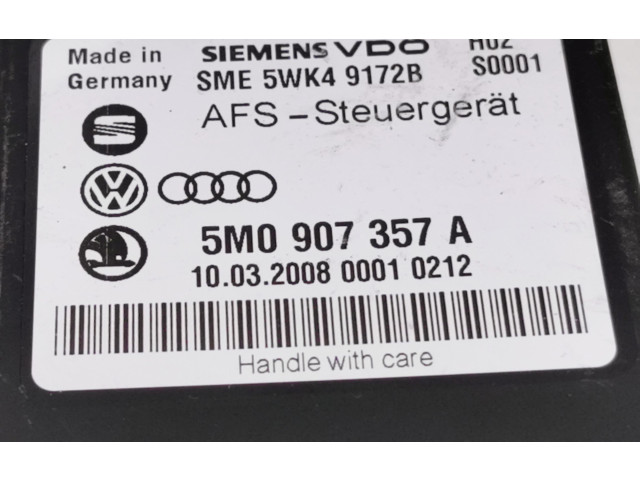 Made in SIEMENS VDO H02
Germany SME 5WK4 9172B S0001
AFS - Steuergerät
5M0 907 357 A
10.03.2008 0001 0212
Handle with care